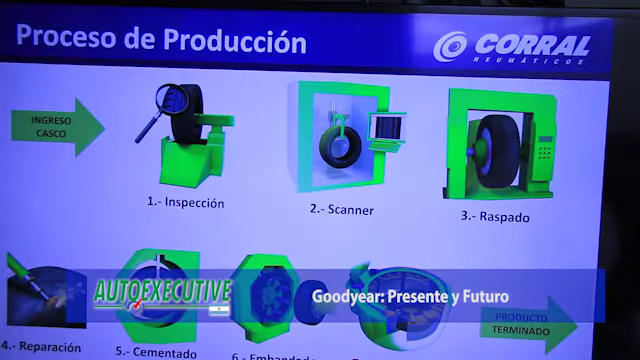 Proceso de Producción
CORRAL
NEUMÁTICOS
INGRESO
CASCO
1.- Inspección
2.- Scanner
3.- Raspado
AUTOEXECUTIVE
Goodyear: Presente y Futuro
PRODUCTO
TERMINADO
4.- Reparación
5.- Cementado